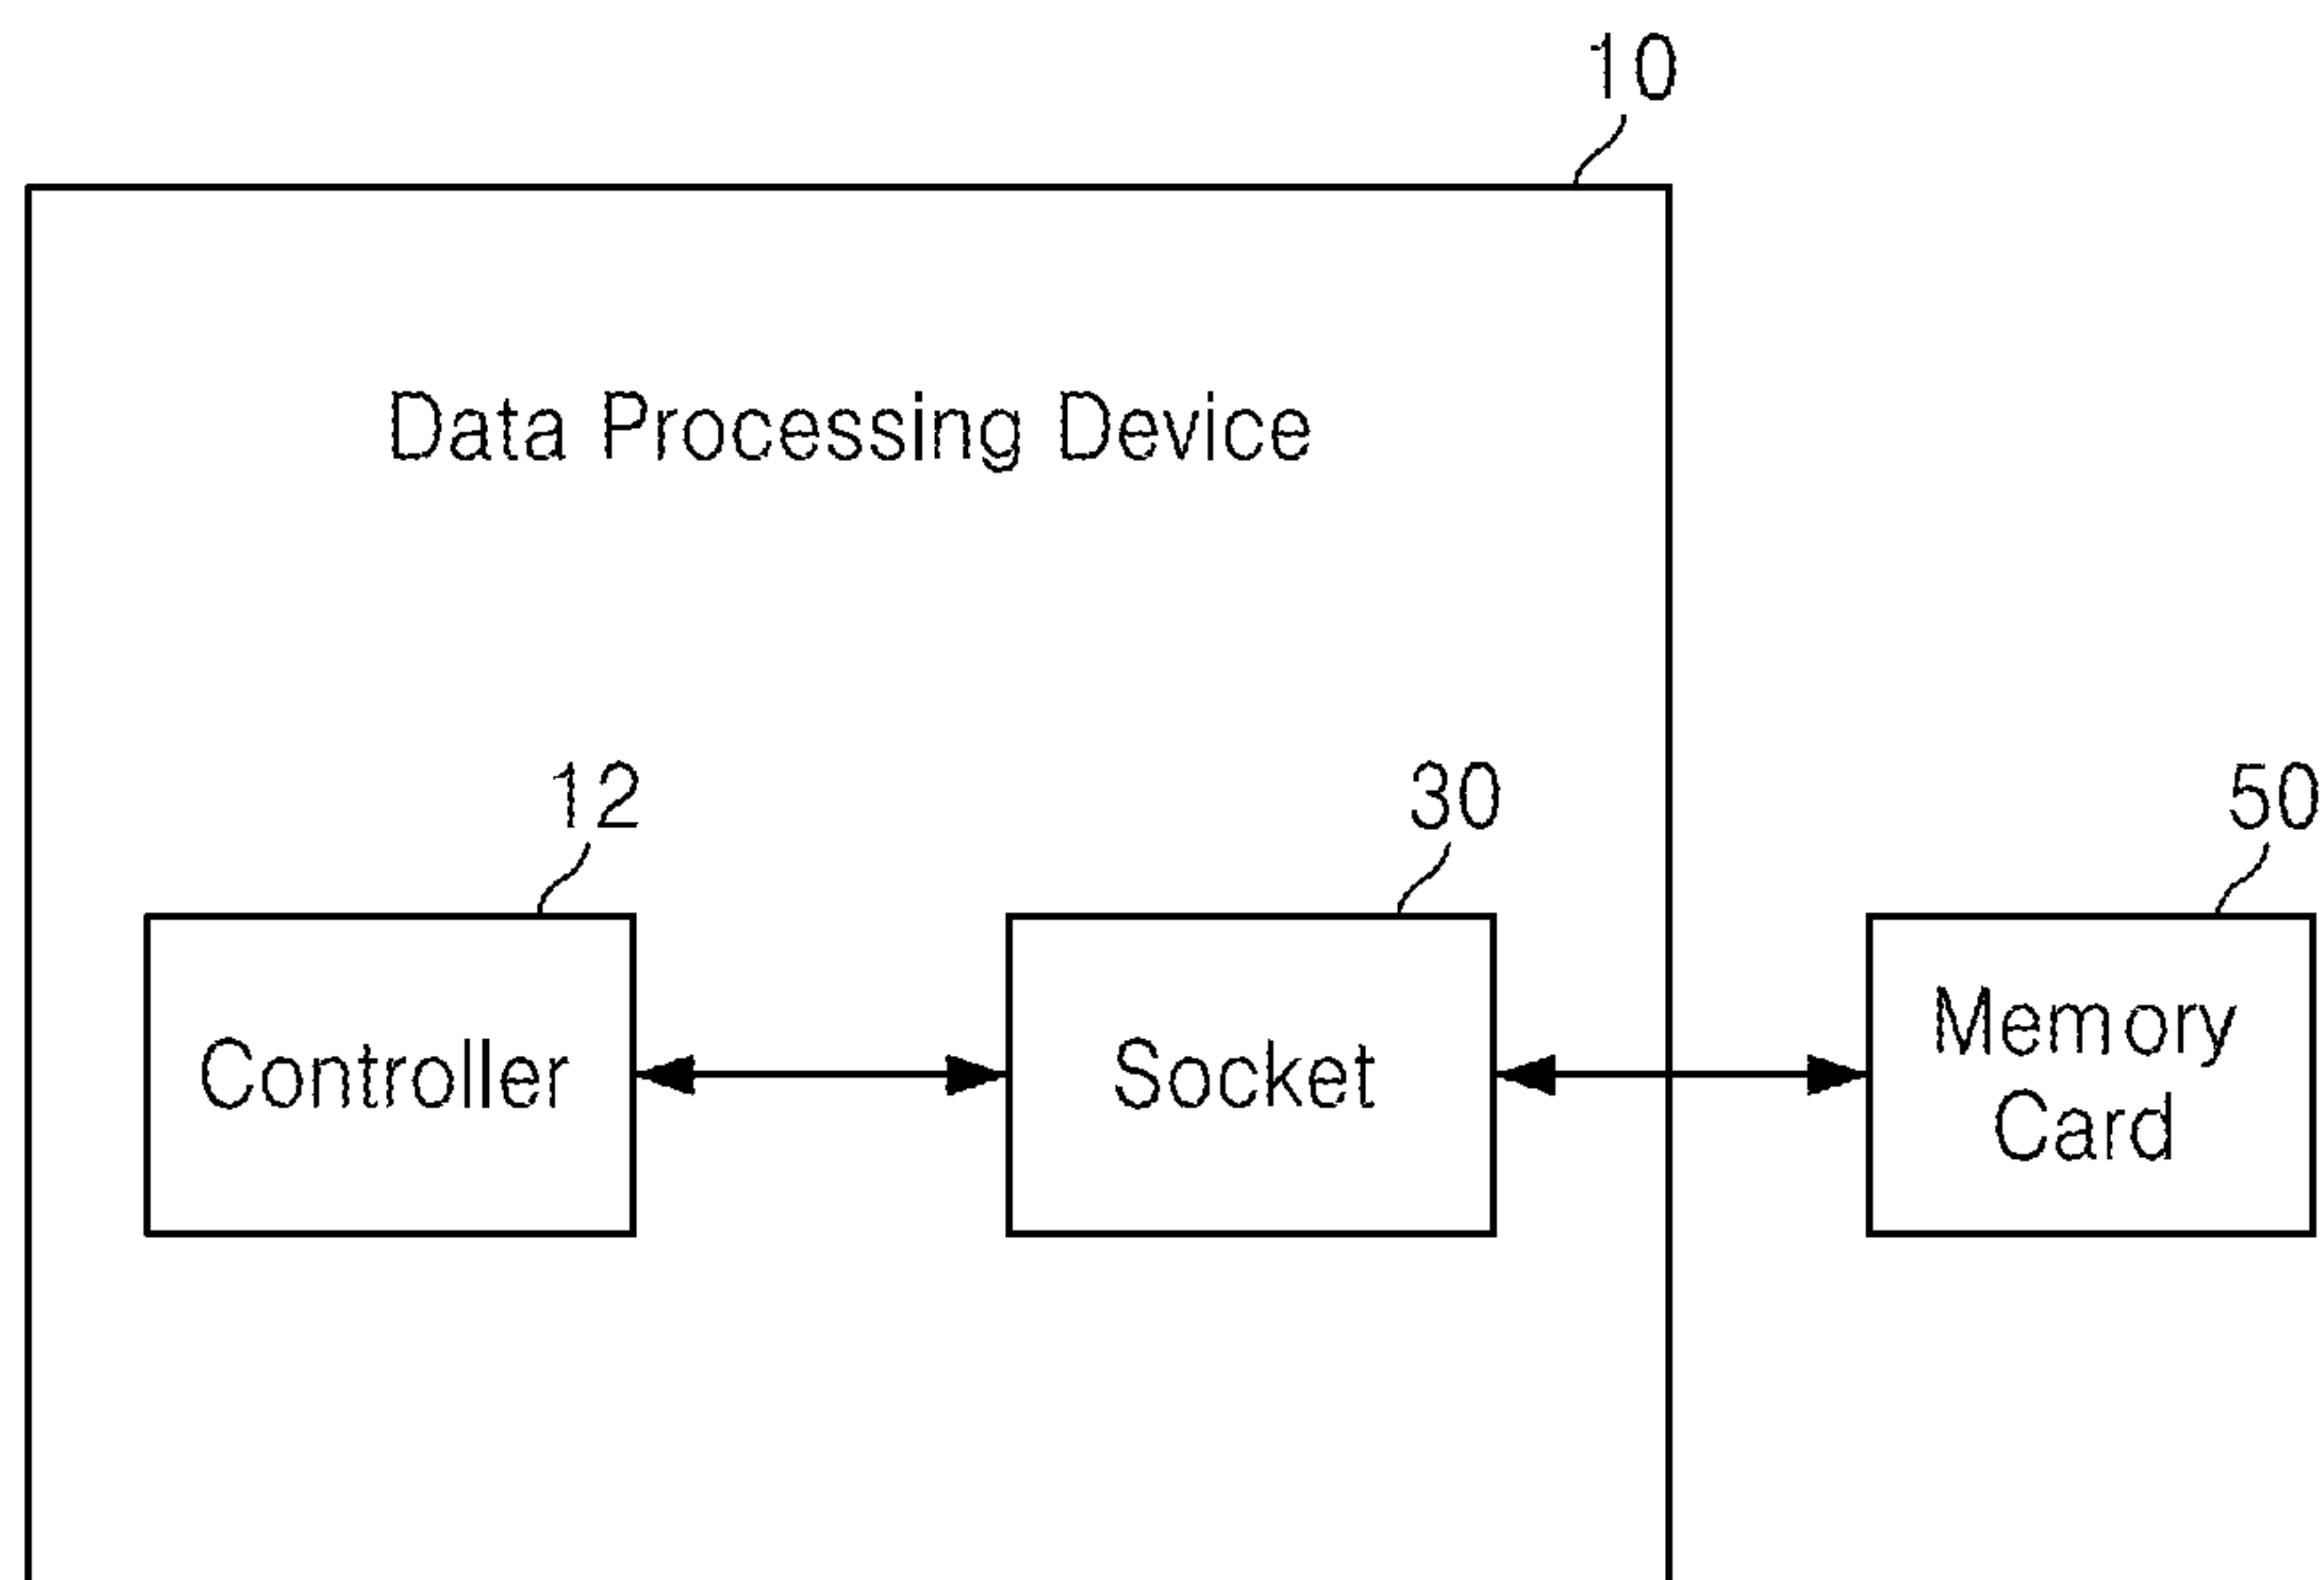 10
Data Processing Device
12
30
50
Controller
Socket
Memory
Card